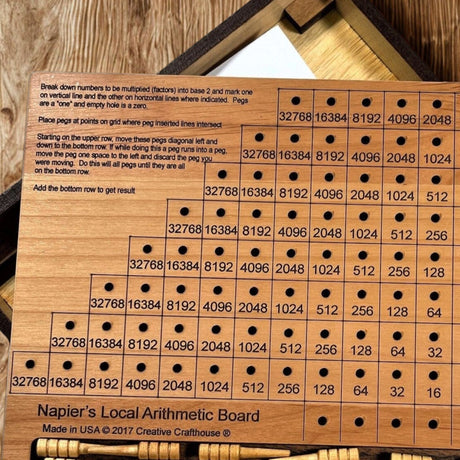 Break down numbers to be multiplied (factors) into base 2 and mark one
on vertical line and the other on horizontal lines where indicated. Pegs
are a "one" and empty hole is a zero.
Place pegs at points on grid where peg inserted lines intersect
Starting on the upper row, move these pegs diagonal left and
down to the bottom row. If while doing this a peg runs into a peg,
move the peg one space to the left and discard the peg you
were moving. Do this will all pegs until they are all
on the bottom row.
Add the bottom row to get result
32768 16384 8192 4096 2048
32768 16384 8192 4096 2048 1024
32768 16384 8192 4096 2048 1024 512
32768 16384 8192 4096 2048 1024 512 256
32768 16384 8192 4096 2048 1024 512 256 128
32768 16384 8192 4096 2048 1024 512 256 128 64
32768 16384 8192 4096 2048 1024 512 256 128 64 32
32768 16384 8192 4096 2048 1024 512 256 128 64 32 16
Napier's Local Arithmetic Board
Made in USA © 2017 Creative Crafthouse ®